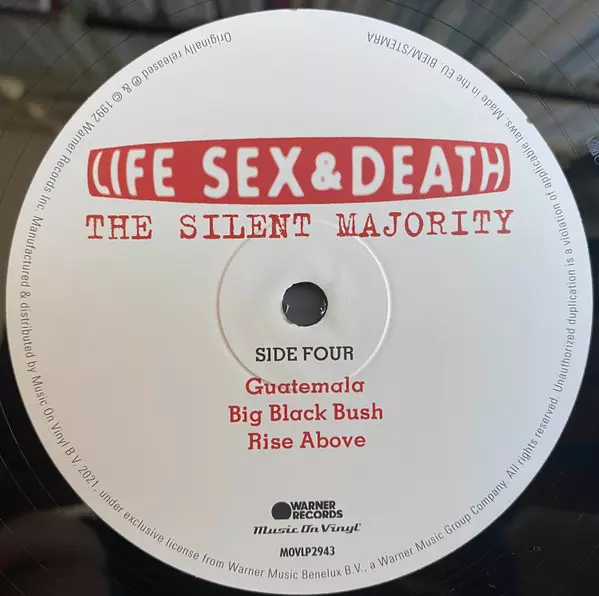 LIFE SEX & DEATH
THE SILENT MAJORITY
SIDE FOUR
Guatemala
Big Black Bush
Rise Above
WARNER
RECORDS
Music On Vinyl
MOVLP2943
Originally released ℗ & © 1992 Warner Records Inc. Manufactured & distributed by Music On Vinyl B.V. 2021, under exclusive license from Warner Music Benelux B.V., a Warner Music Group Company. All rights reserved. Unauthorized duplication is a violation of applicable laws. Made in the EU. BIEM/STEMRA